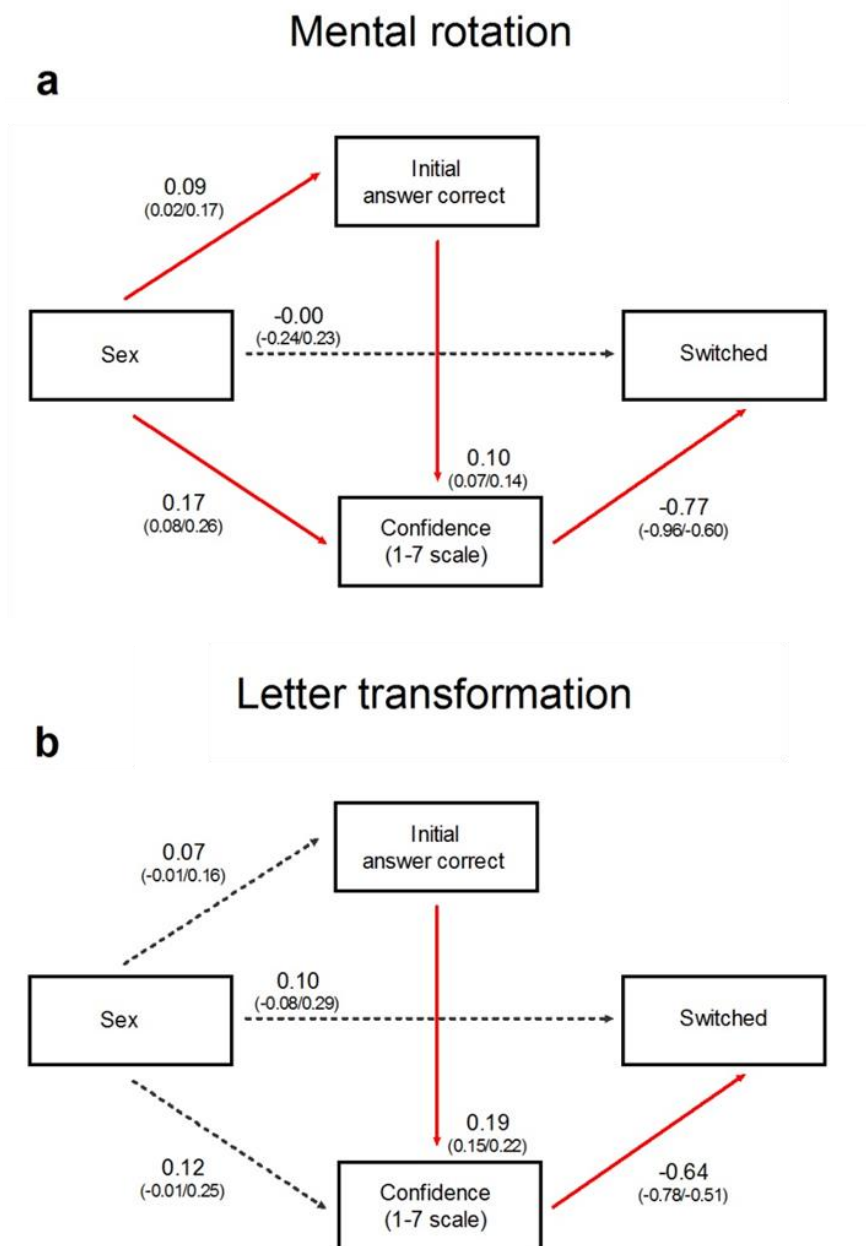 Mental rotation
a
Initial
answer correct
0.09
(0.02/0.17)
-0.00
(-0.24/0.23)
Sex
Switched
0.10
(0.07/0.14)
0.17
(0.08/0.26)
Confidence
(1-7 scale)
-0.77
(-0.96/-0.60)
Letter transformation
b
Initial
answer correct
0.07
(-0.01/0.16)
0.10
(-0.08/0.29)
Sex
Switched
0.19
(0.15/0.22)
0.12
(-0.01/0.25)
Confidence
(1-7 scale)
-0.64
(-0.78/-0.51)